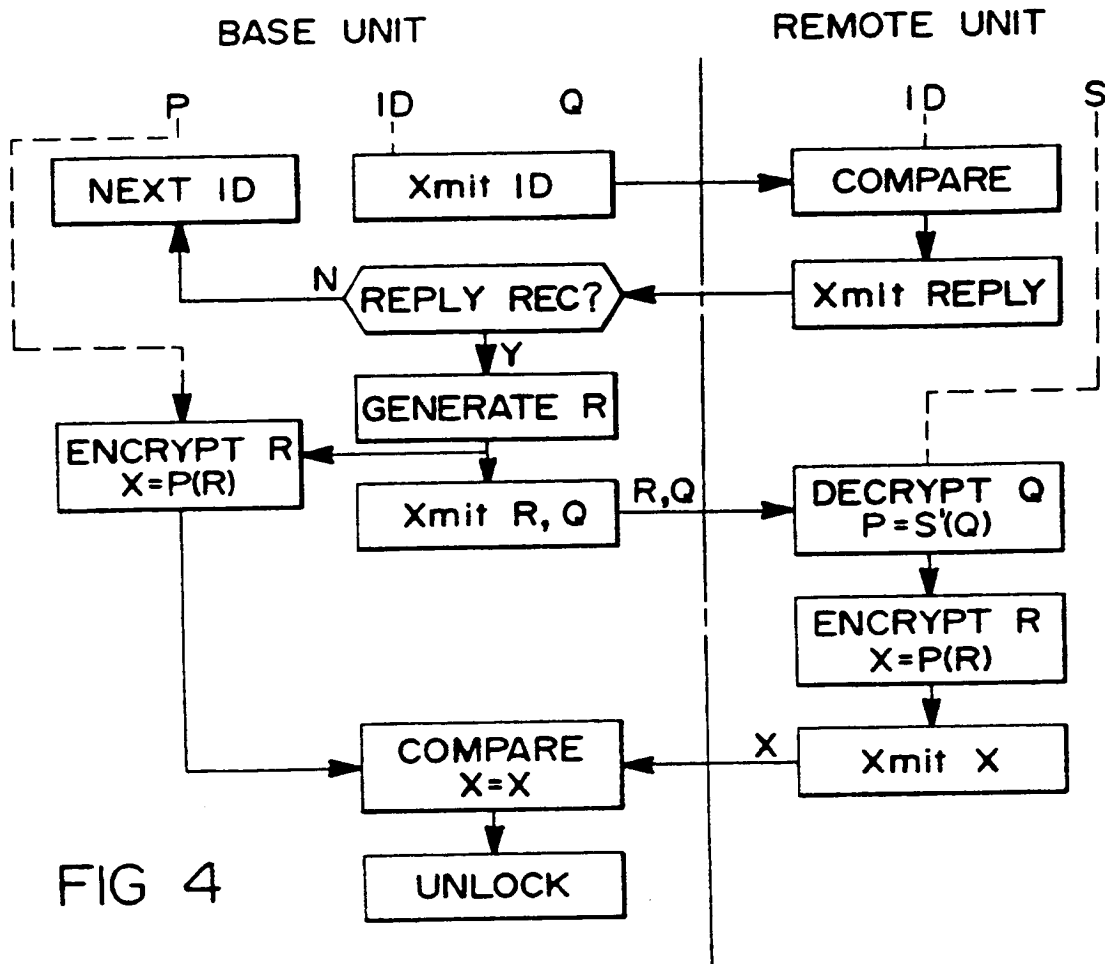 BASE UNIT
REMOTE UNIT
P
ID
Q
ID
S
NEXT ID
Xmit ID
COMPARE
N
REPLY REC?
Xmit REPLY
Y
GENERATE R
ENCRYPT R
X=P(R)
Xmit R, Q
R,Q
DECRYPT Q
P=S'(Q)
ENCRYPT R
X=P(R)
COMPARE
X=X
X
Xmit X
UNLOCK
FIG 4